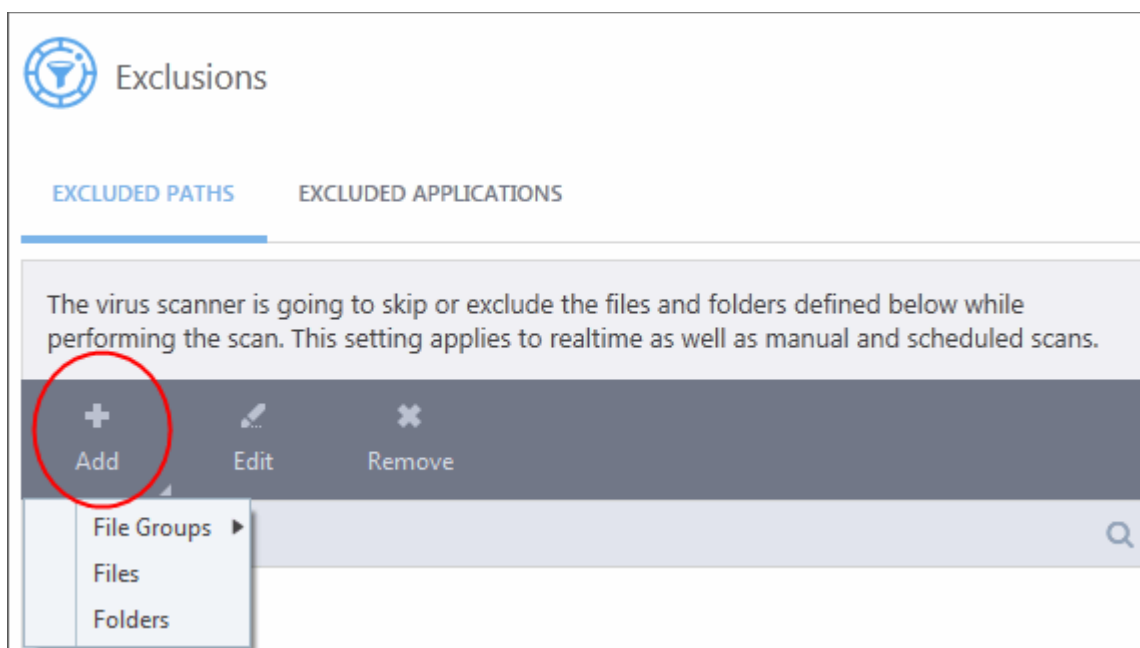 Exclusions
EXCLUDED PATHS EXCLUDED APPLICATIONS
The virus scanner is going to skip or exclude the files and folders defined below while
performing the scan. This setting applies to realtime as well as manual and scheduled scans.
Add Edit Remove
File Groups
Files
Folders